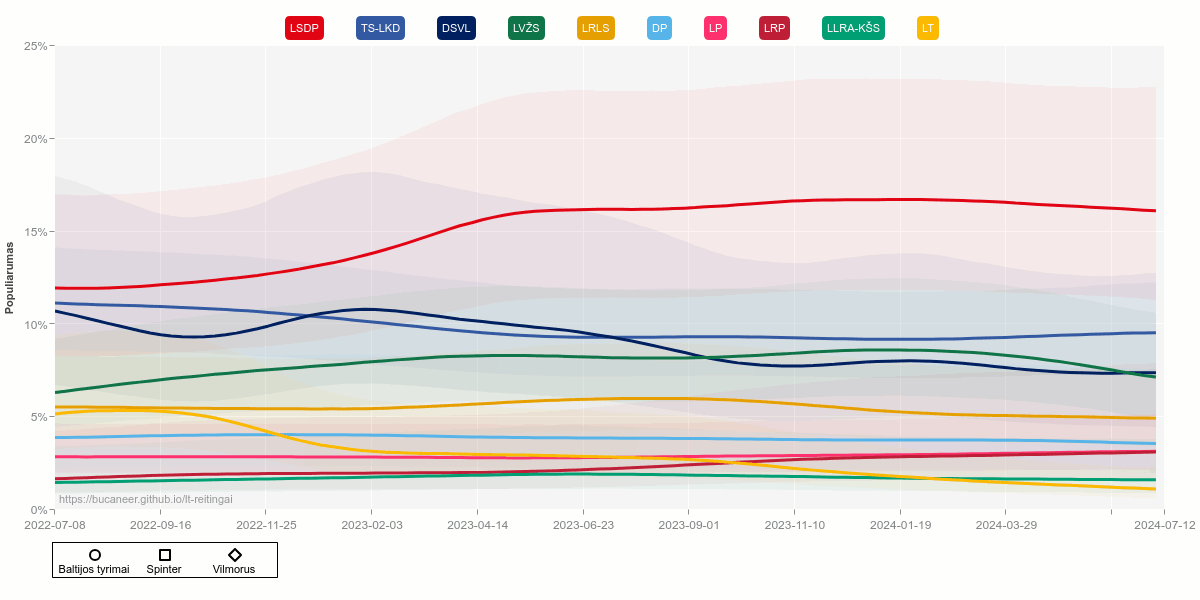 LSDP TS-LKD DSVL LVŽS LRLS DP LP LRP LLRA-KŠS LT
25%
20%
15%
10%
5%
0%
Populiarumas
https://bucaneer.github.io/lt-reitingai
2022-07-08 2022-09-16 2022-11-25 2023-02-03 2023-04-14 2023-06-23 2023-09-01 2023-11-10 2024-01-19 2024-03-29 2024-07-12
Baltijos tyrimai Spinter Vilmorus